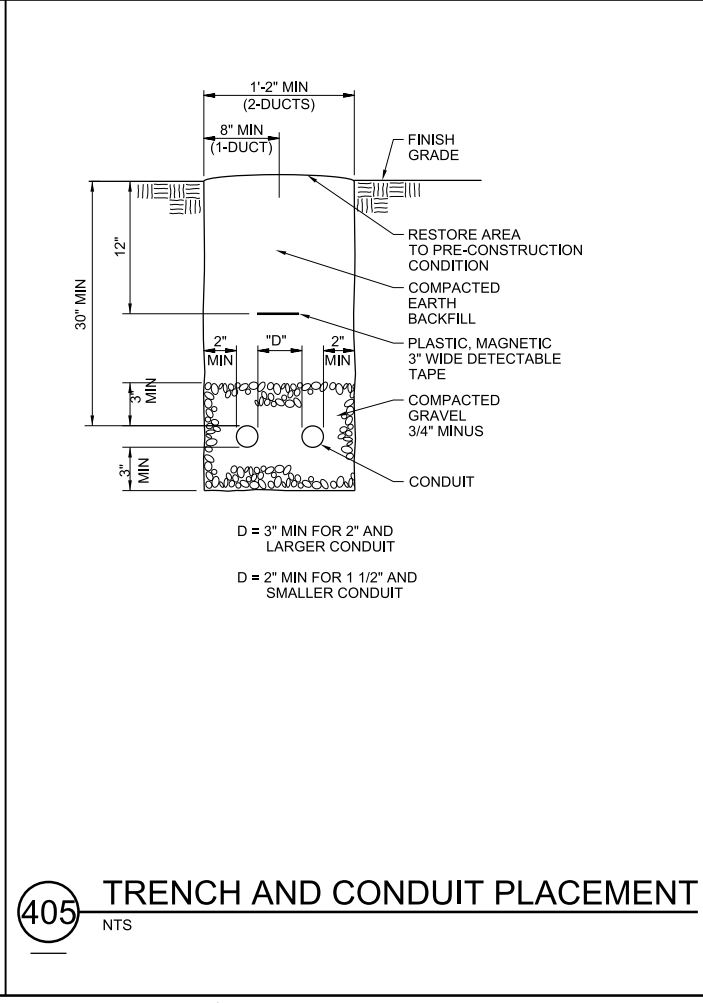 1'-2" MIN
(2-DUCTS)
8" MIN
(1-DUCT)
FINISH
GRADE
12"
30" MIN
RESTORE AREA
TO PRE-CONSTRUCTION
CONDITION
COMPACTED
EARTH
BACKFILL
2"
MIN
"D"
2"
MIN
PLASTIC, MAGNETIC
3" WIDE DETECTABLE
TAPE
3"
MIN
COMPACTED
GRAVEL
3/4" MINUS
3"
MIN
CONDUIT
D = 3" MIN FOR 2" AND
LARGER CONDUIT
D = 2" MIN FOR 1 1/2" AND
SMALLER CONDUIT
405
TRENCH AND CONDUIT PLACEMENT
NTS